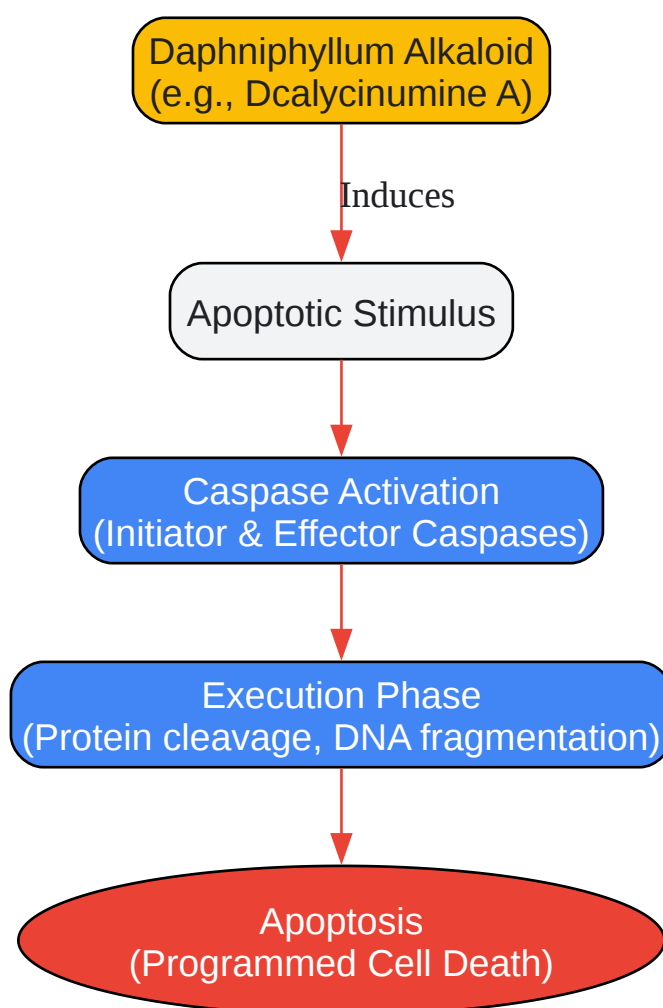 Daphniphyllum Alkaloid
(e.g., Dcalycinumine A)
Induces
Apoptotic Stimulus
Caspase Activation
(Initiator & Effector Caspases)
Execution Phase
(Protein cleavage, DNA fragmentation)
Apoptosis
(Programmed Cell Death)